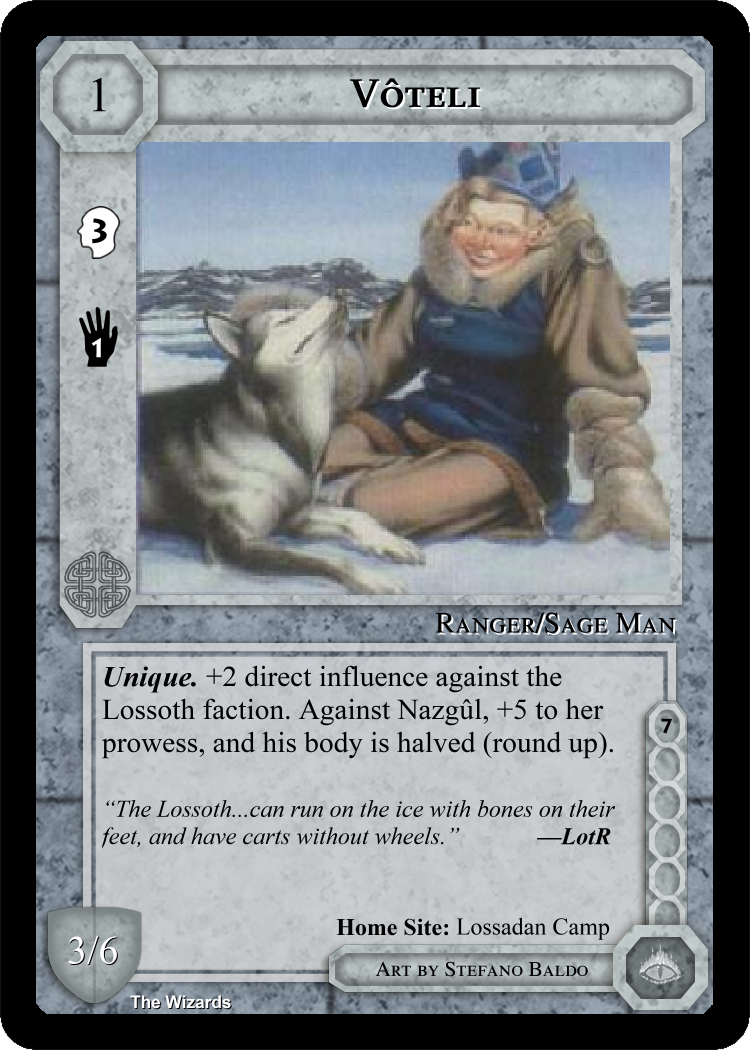 1
Vôteli
3
1
Ranger/Sage Man
Unique. +2 direct influence against the
Lossoth faction. Against Nazgûl, +5 to her
prowess, and his body is halved (round up).
7
“The Lossoth...can run on the ice with bones on their
feet, and have carts without wheels.” —LotR
Home Site: Lossadan Camp
3/6
Art by Stefano Baldo
The Wizards